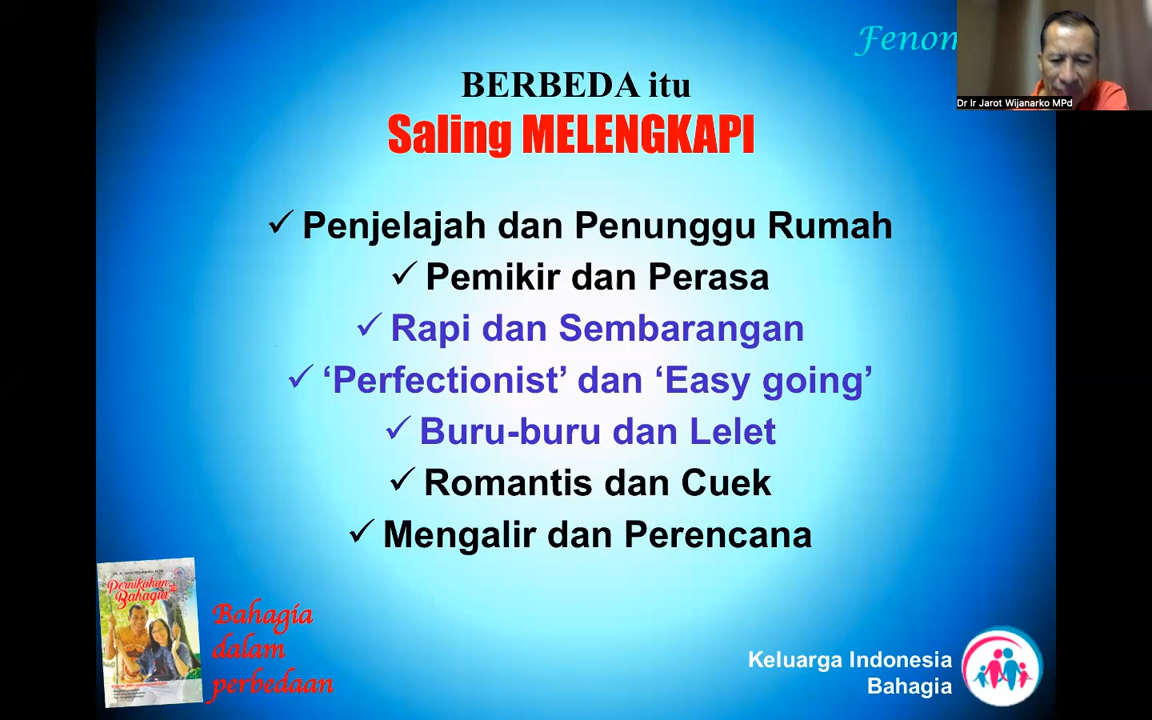 Fenom
Dr Ir Jarot Wijanarko MPd
BERBEDA itu
Saling MELENGKAPI
✓ Penjelajah dan Penunggu Rumah
✓ Pemikir dan Perasa
✓ Rapi dan Sembarangan
✓ ‘Perfectionist’ dan ‘Easy going’
✓ Buru-buru dan Lelet
✓ Romantis dan Cuek
✓ Mengalir dan Perencana
Pernikahan
Bahagia
Bahagia
dalam
perbedaan
Keluarga Indonesia
Bahagia